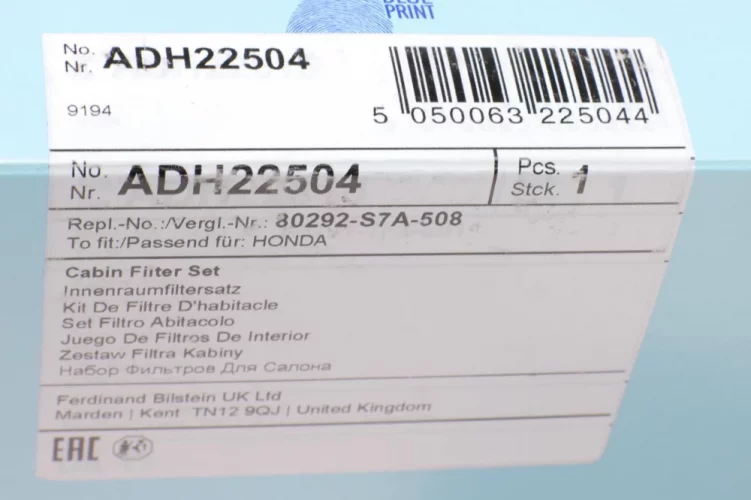 BLUE
PRINT
No.
Nr. ADH22504
9194
5 050063 225044
No.
Nr. ADH22504
Pcs.
Stck. 1
Repl.-No.:/Vergl.-Nr.: 80292-S7A-508
To fit:/Passend für: HONDA
Cabin Filter Set
Innenraumfiltersatz
Kit De Filtre D'habitacle
Set Filtro Abitacolo
Juego De Filtros De Interior
Zestaw Filtra Kabiny
Набор Фильтров Для Салона
Ferdinand Bilstein UK Ltd
Marden | Kent TN12 9QJ | United Kingdom
EAC